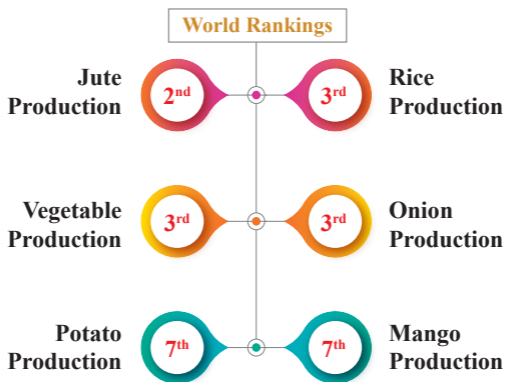 World Rankings
Jute
Production
2nd
3rd
Rice
Production
Vegetable
Production
3rd
3rd
Onion
Production
Potato
Production
7th
7th
Mango
Production